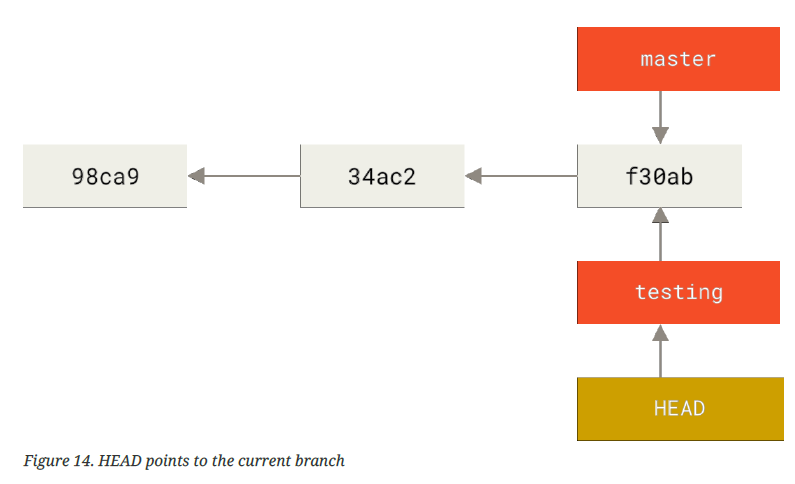 master
98ca9
34ac2
f30ab
testing
HEAD
Figure 14. HEAD points to the current branch